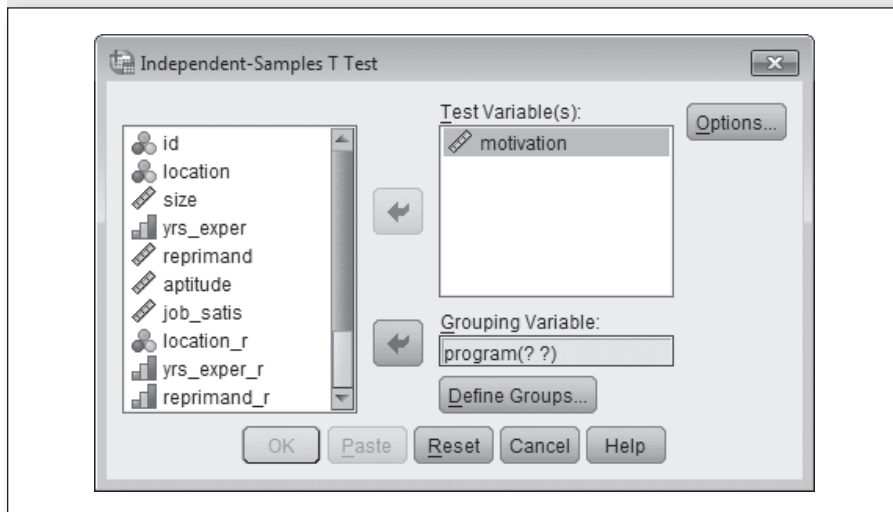 Independent-Samples T Test
id
location
size
yrs_exper
reprimand
aptitude
job_satis
location_r
yrs_exper_r
reprimand_r
Test Variable(s):
motivation
Options...
Grouping Variable:
program(? ?)
Define Groups...
OK Paste Reset Cancel Help